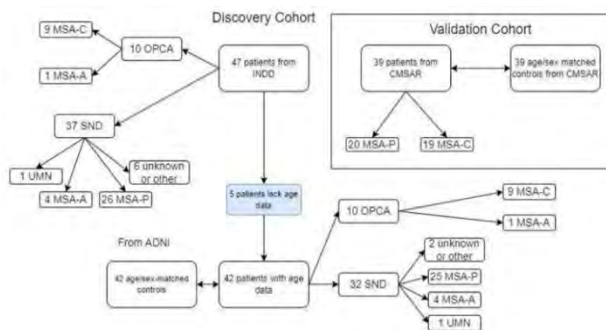 Discovery Cohort
9 MSA-C
10 OPCA
1 MSA-A
47 patients from
INDD
37 SND
1 UMN
4 MSA-A
26 MSA-P
6 unknown
or other
5 patients lack age
data
From ADNI
42 age/sex-matched
controls
42 patients with age
data
10 OPCA
9 MSA-C
1 MSA-A
32 SND
2 unknown
or other
25 MSA-P
4 MSA-A
1 UMN
Validation Cohort
39 patients from
CMSAR
39 age/sex matched
controls from CMSAR
20 MSA-P
19 MSA-C